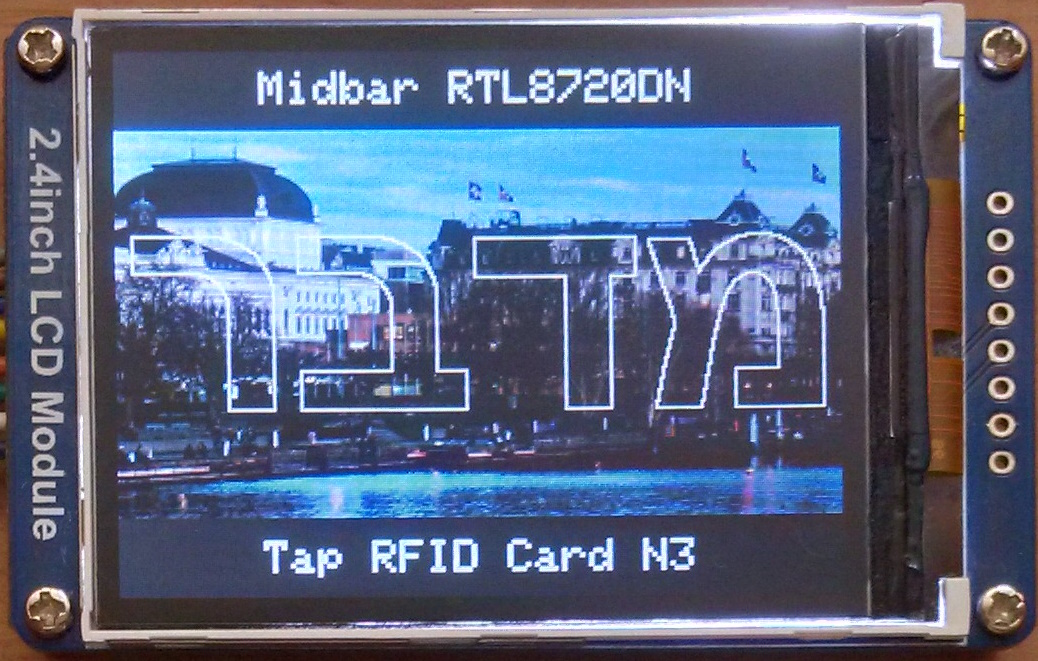 Midbar RTL8720DN
מדבר
Tap RFID Card N3
2.4inch LCD Module